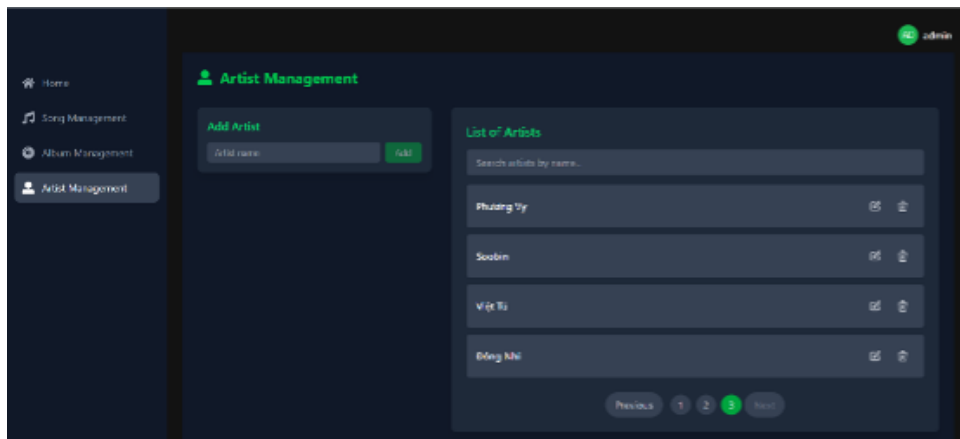 admin
Home
Artist Management
Song Management
Add Artist
List of Artists
Album Management
Artist name
Add
Search artists by name...
Artist Management
Phương Vy
Soobin
Việt Tú
Đông Nhi
Previous 1 2 3 Next